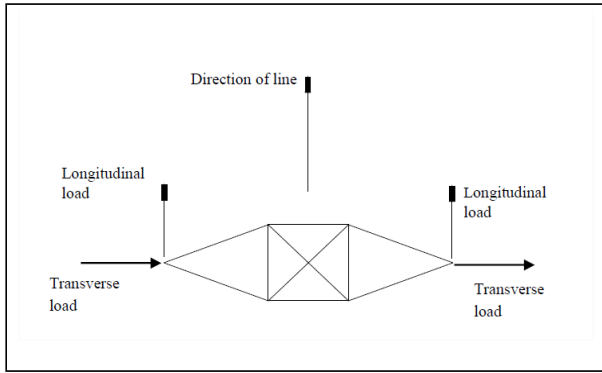 Direction of line
Longitudinal
load
Longitudinal
load
Transverse
load
Transverse
load